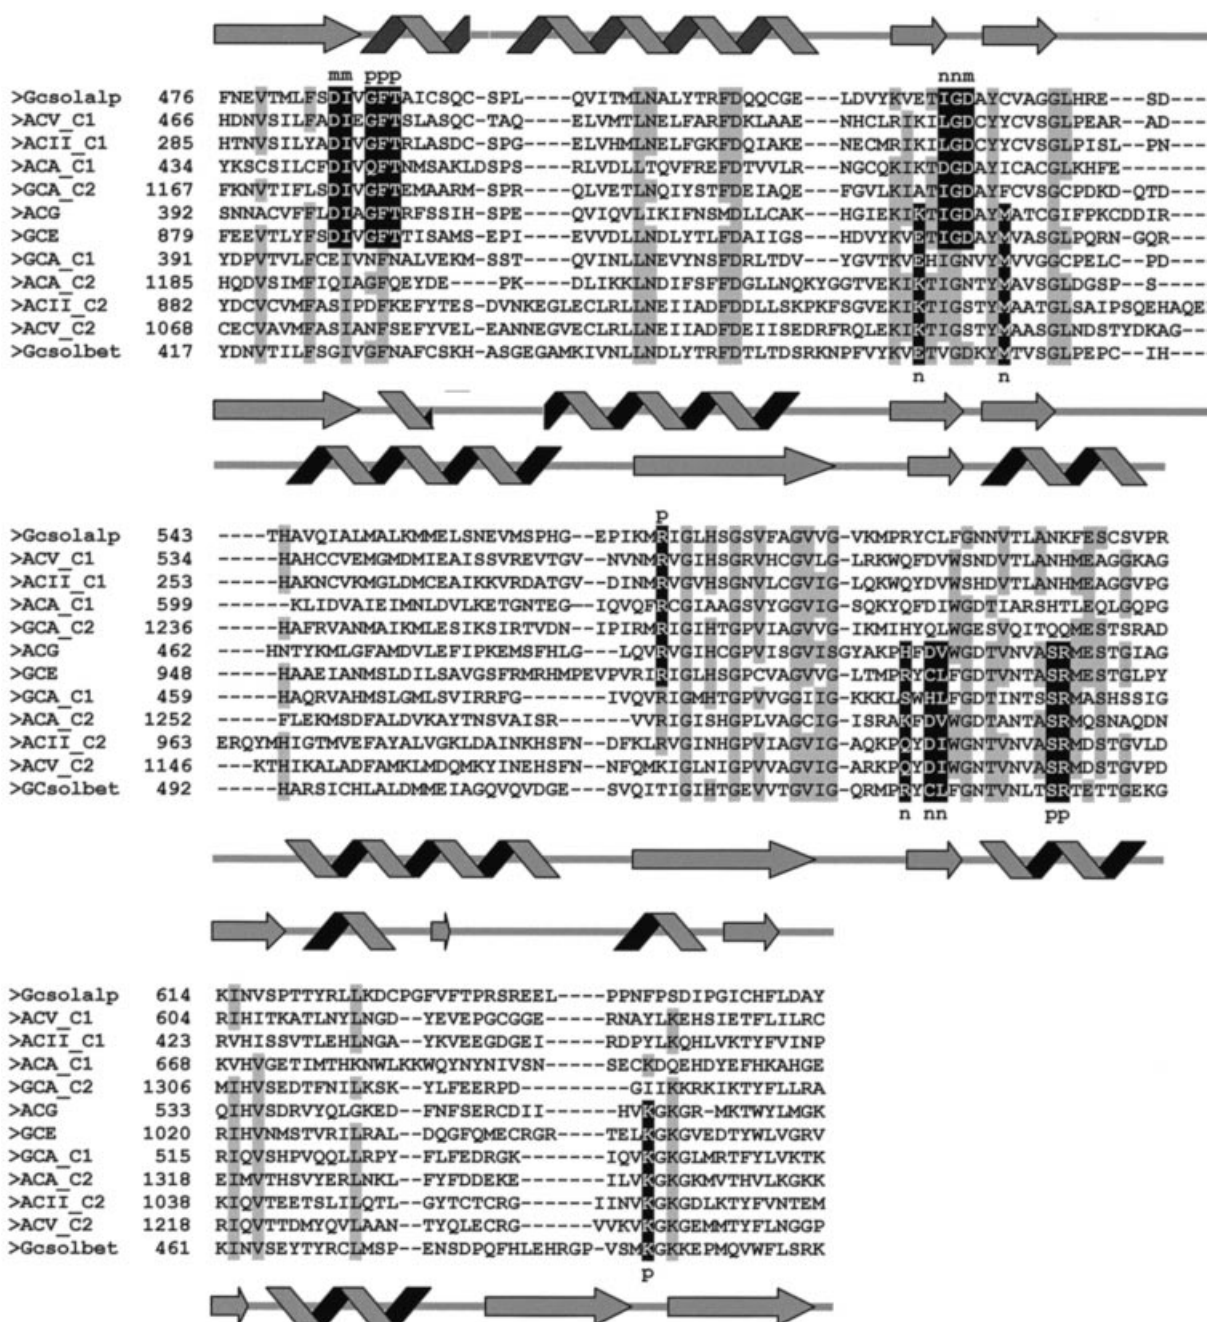 mm ppp nnm
>Gcsolalp 476 FNEVTMLFSDIVGFTAICSQC-SPL----QVITMLNALYTRFDQQCGE---LDVYKVETIGDAYCVAGGLHRE---SD---
>ACV_C1 466 HDNVSILFADIEGFTSLASQC-TAQ----ELVMTLNELFARFDKLAAE---NHCLRIKILGDCYYCVSGLPEAR--AD---
>ACII_C1 285 HTNVSILYADIVGFTRLASDC-SPG----ELVHMLNELFGKFDQIAKE---NECMRIKILGDCYYCVSGLPISL--PN---
>ACA_C1 434 YKSCSILCFDIVQFTNMSAKLDSPS----RLVDLLTQVFREFDTVVLR---NGCQKIKTDGDAYICACGLKHFE-------
>GCA_C2 1167 FKNVTIFLSDIVGFTEMAARM-SPR----QLVETLNQIYSTFDEIAQE---FGVLKIATIGDAYFCVSGCPDKD-QTD---
>ACG 392 SNNACVFFLDIAGFTRFSSIH-SPE----QVIQVLIKIFNSMDLLCAK---HGIEKIKTIGDAYMATCGIFPKCDDIR---
>GCE 879 FEEVTLYFSDIVGFTTISAMS-EPI----EVVDLLNDLYTLFDAIIGS---HDVYKVETIGDAYMVASGLPQRN-GQR---
>GCA_C1 391 YDPVTVLFCEIVNFNALVEKM-SST----QVINLLNEVYNSFDRLTDV---YGVTKVEHIGNVYMVVGGCPELC--PD---
>ACA_C2 1185 HQDVSIMFIQIAGFQEYDE----PK----DLIKKLNDIFSFFDGLLNQKYGGTVEKIKTIGNTYMAVSGLDGSP--S----
>ACII_C2 882 YDCVCVMFASIPDFKEFYTES-DVNKEGLECLRLLNEIIADFDDLLSKPKFSGVEKIKTIGSTYMAATGLSAIPSQEHAQE
>ACV_C2 1068 CECVAVMFASIANFSEFYVEL-EANNEGVECLRLLNEIIADFDEIISEDRFRQLEKIKTIGSTYMAASGLNDSTYDKAG--
>Gcsolbet 417 YDNVTILFSGIVGFNAFCSKH-ASGEGAMKIVNLLNDLYTRFDTLTDSRKNPFVYKVETVGDKYMTVSGLPEPC--IH---
n n
p
>Gcsolalp 543 ----THAVQIALMALKMMELSNEVMSPHG--EPIKMRIGLHSGSVFAGVVG-VKMPRYCLFGNNVTLANKFESCSVPR
>ACV_C1 534 -----HAHCCVEMGMDMIEAISSVREVTGV--NVNMRVGIHSGRVHCGVLG-LRKWQFDVWSNDVTLANHMEAGGKAG
>ACII_C1 253 -----HAKNCVKMGLDMCEAIKKVRDATGV--DINMRVGVHSGNVLCGVIG-LQKWQYDVWSHDVTLANHMEAGGVPG
>ACA_C1 599 ------KLIDVAIEIMNLDVLKETGNTEG--IQVQFRCGIAAGSVYGGVIG-SQKYQFDIWGDTIARSHTLEQLGQPG
>GCA_C2 1236 -----HAFRVANMAIKMLESIKSIRTVDN--IPIRMRIGIHTGPVIAGVVG-IKMIHYQLWGESVQITQQMESTSRAD
>ACG 462 ----HNTYKMLGFAMDVLEFIPKEMSFHLG--LQVRVGIHCGPVISGVISGYAKPHFDVWGDTVNVASRMESTGIAG
>GCE 948 -----HAAEIANMSLDILSAVGSFRMRHMPEVPVRIRIGLHSGPCVAGVVG-LTMPRYCLFGDTVNTASRMESTGLPY
>GCA_C1 459 -----HAQRVAHMSLGMLSVIRRFG------IVQVRIGMHTGPVVGGIIG-KKKLSWHLFGDTINTSSRMASHSSIG
>ACA_C2 1252 -----FLEKMSDFALDVKAYTNSVAISR------VVRIGISHGPLVAGCIG-ISRAKFDVWGDTANTASRMQSNAQDN
>ACII_C2 963 ERQYMHIGTMVEFAYALVGKLDAINKHSFN--DFKLRVGINHGPVIAGVIG-AQKPQYDIWGNTVNVASRMDSTGVLD
>ACV_C2 1146 ---KTHIKALADFAMKLMDQMKYINEHSFN--NFQMKIGLNIGPVVAGVIG-ARKPQYDIWGNTVNVASRMDSTGVPD
>GCsolbet 492 -----HARSICHLALDMMEIAGQVQVDGE---SVQITIGIHTGEVVTGVIG-QRMPRYCLFGNTVNLTSRTETTGEKG
n nn pp
>Gcsolalp 614 KINVSPTTYRLLKDCPGFVFTPRSREEL----PPNFPSDIPGICHFLDAY
>ACV_C1 604 RIHITKATLNYLNGD--YEVEPGCGGE-----RNAYLKEHSIETFLILRC
>ACII_C1 423 RVHISSVTLEHLNGA--YKVEEGDGEI-----RDPYLKQHLVKTYFVINP
>ACA_C1 668 KVHVGETIMTHKNWLKKWQYNYNIVSN-----SECKDQEHDYEFHKAHGE
>GCA_C2 1306 MIHVSEDTFNILKSK--YLFEERPD--------GIIKKRKIKTYFLLRA
>ACG 533 QIHVSDRVYQLGKED--FNFSERCDII------HVKGKGR-MKTWYLMGK
>GCE 1020 RIHVNMSTVRILRAL--DQGFQMECRGR----TELKGKGVEDTYWLVGRV
>GCA_C1 515 RIQVSHPVQQLLRPY--FLFEDRGK-------IQVKGKGLMRTFYLVKTK
>ACA_C2 1318 EIMVTHSVYERLNKL--FYFDDEKE-------ILVKGKGKMVTHVLKGKK
>ACII_C2 1038 KIQVTEETSLILQTL--GYTCTCRG------IINVKGKGDLKTYFVNTEM
>ACV_C2 1218 RIQVTTDMYQVLAAN--TYQLECRG------VVKVKGKGEMMTYFLNGGP
>Gcsolbet 461 KINVSEYTYRCLMSP--ENSDPQFHLEHRGP-VSMKGKKEPMQVWFLSRK
p